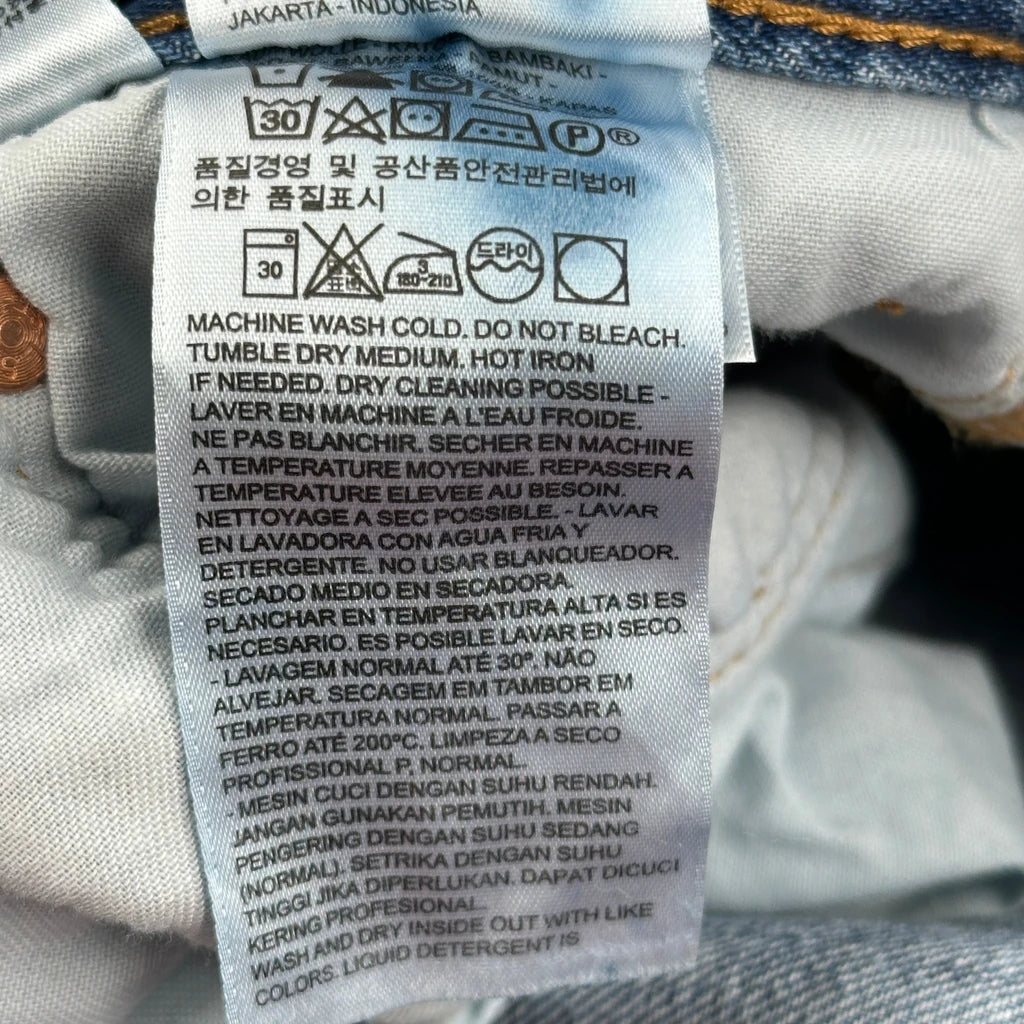 JAKARTA - INDONESIA
BAMBAKI -
KAPAS
30 P ®
품질경영 및 공산품안전관리법에
의한 품질표시
30 3 180~210 드라이
MACHINE WASH COLD. DO NOT BLEACH.
TUMBLE DRY MEDIUM. HOT IRON
IF NEEDED. DRY CLEANING POSSIBLE -
LAVER EN MACHINE A L'EAU FROIDE.
NE PAS BLANCHIR. SECHER EN MACHINE
A TEMPERATURE MOYENNE. REPASSER A
TEMPERATURE ELEVEE AU BESOIN.
NETTOYAGE A SEC POSSIBLE. - LAVAR
EN LAVADORA CON AGUA FRIA Y
DETERGENTE. NO USAR BLANQUEADOR.
SECADO MEDIO EN SECADORA.
PLANCHAR EN TEMPERATURA ALTA SI ES
NECESARIO. ES POSIBLE LAVAR EN SECO.
- LAVAGEM NORMAL ATÉ 30º. NÃO
ALVEJAR. SECAGEM EM TAMBOR EM
TEMPERATURA NORMAL. PASSAR A
FERRO ATÉ 200ºC. LIMPEZA A SECO
PROFISSIONAL P, NORMAL.
- MESIN CUCI DENGAN SUHU RENDAH.
JANGAN GUNAKAN PEMUTIH. MESIN
PENGERING DENGAN SUHU SEDANG
(NORMAL). SETRIKA DENGAN SUHU
TINGGI JIKA DIPERLUKAN. DAPAT DICUCI
KERING PROFESIONAL.
WASH AND DRY INSIDE OUT WITH LIKE
COLORS. LIQUID DETERGENT IS